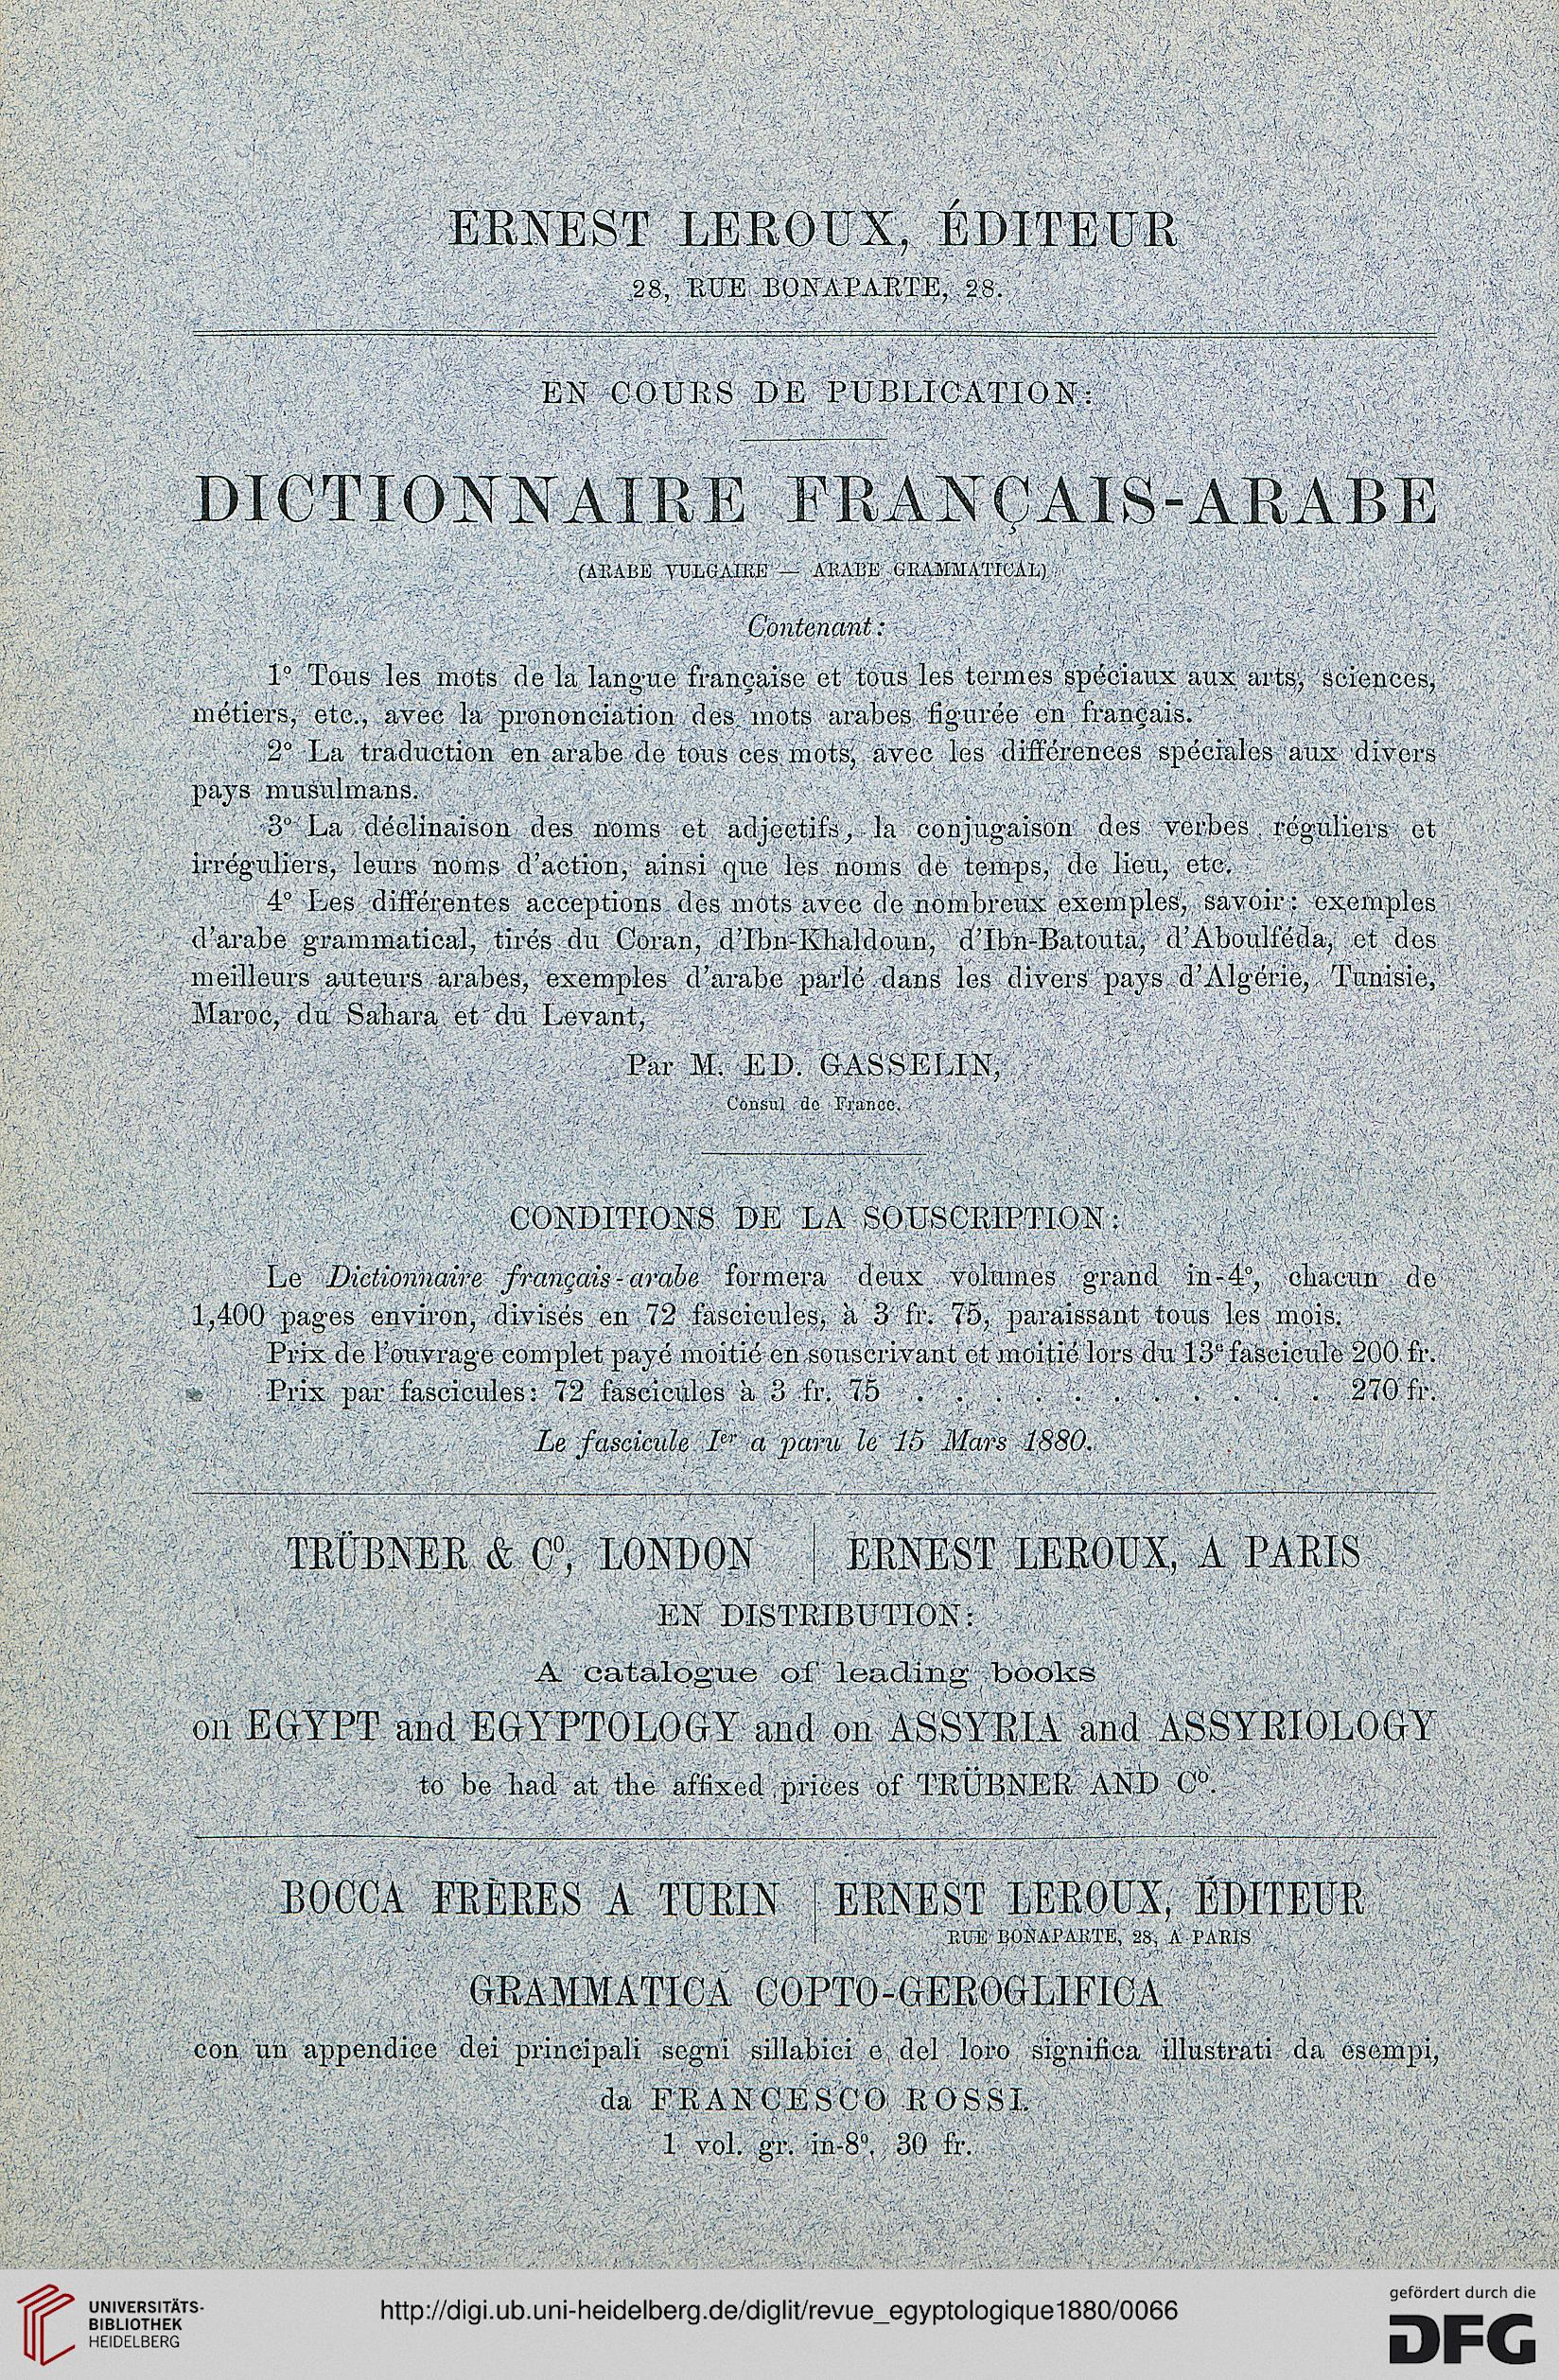 ERNEST LEROUX, ÉDITEUR
28, RUE BONAPARTE, 28.
EN COURS DE PUBLICATION:
DICTIONNAIRE FRANÇAIS-ARABE
(ARABE VULGAIRE — ARABE GRAMMATICAL)
Contenant:
1° Tous les mots de la langue française et tous les termes spéciaux aux arts, sciences,
métiers, etc., avec la prononciation des mots arabes figurée en français.
2° La traduction en arabe de tous ces mots, avec les différences spéciales aux divers
pays musulmans.
3° La déclinaison des noms et adjectifs, la conjugaison des verbes réguliers et
irréguliers, leurs noms d'action, ainsi que les noms de temps, de lieu, etc.
4° Les différentes acceptions des mots avec de nombreux exemples, savoir: exemples
d'arabe grammatical, tirés du Coran, d'Ibn-Khaldoun, d'Ibn-Batouta, d'Aboulféda, et des
meilleurs auteurs arabes, exemples d'arabe parlé dans les divers pays d'Algérie, Tunisie,
Maroc, du Sahara et du Levant,
Par M. ED. GASSELIN,
Consul de France.
CONDITIONS DE LA SOUSCRIPTION:
Le Dictionnaire français-arabe formera deux volumes grand in-4°, chacun de
1,400 pages environ, divisés en 72 fascicules, à 3 fr. 75, paraissant tous les mois.
Prix de l'ouvrage complet payé moitié en souscrivant et moitié lors du 13e fascicule 200 fr.
Prix par fascicules: 72 fascicules à 3 fr. 75 . . . . . . . . . . . 270 fr.
Le fascicule Ier a paru le 15 Mars 1880.
TRÜBNER & Co, LONDON | ERNEST LEROUX, A PARIS
EN DISTRIBUTION:
A catalogue of leading books
on EGYPT and EGYPTOLOGY and on ASSYRIA and ASSYRIOLOGY
to be had at the affixed prices of TRÜBNER AND Co.
BOCCA FRÈRES A TURIN | ERNEST LEROUX, ÉDITEUR
RUE BONAPARTE, 28, A PARIS
GRAMMATICA COPTO-GEROGLIFICA
con un appendice dei principali segni sillabici e del loro significa illustrati da esempi,
da FRANCESCO ROSSI.
1 vol. gr. in-8°. 30 fr.
UNIVERSITÄTS-
BIBLIOTHEK
HEIDELBERG
http://digi.ub.uni-heidelberg.de/diglit/revue_egyptologique1880/0066
gefördert durch die
DFG